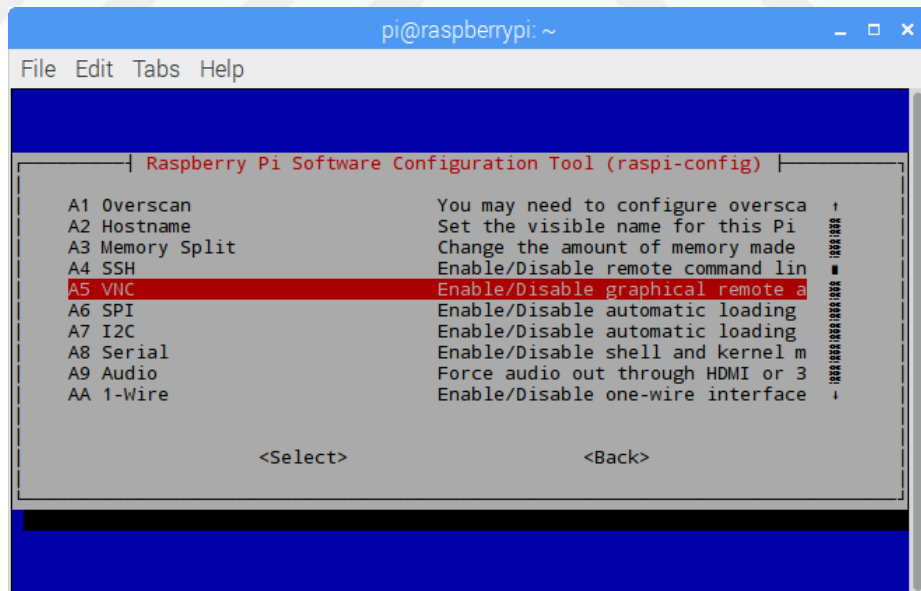 pi@raspberrypi: ~
File Edit Tabs Help
Raspberry Pi Software Configuration Tool (raspi-config)
A1 Overscan You may need to configure oversca
A2 Hostname Set the visible name for this Pi
A3 Memory Split Change the amount of memory made
A4 SSH Enable/Disable remote command lin
A5 VNC Enable/Disable graphical remote a
A6 SPI Enable/Disable automatic loading
A7 I2C Enable/Disable automatic loading
A8 Serial Enable/Disable shell and kernel m
A9 Audio Force audio out through HDMI or 3
AA 1-Wire Enable/Disable one-wire interface
<Select> <Back>